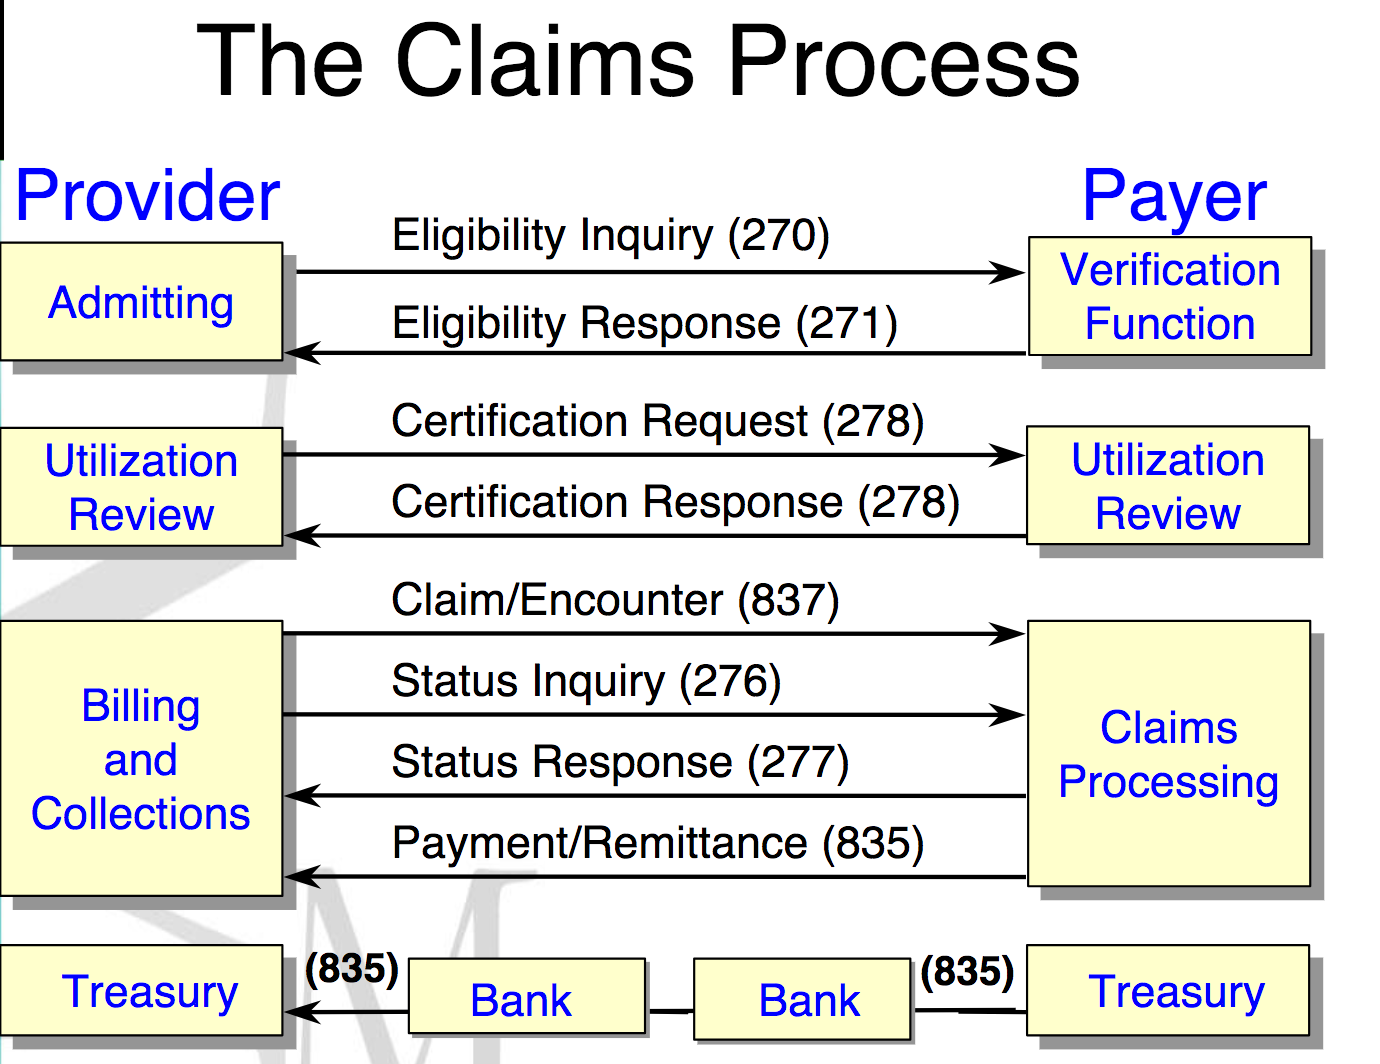 The Claims Process
Provider
Payer
Eligibility Inquiry (270)
Admitting
Verification
Function
Eligibility Response (271)
Certification Request (278)
Utilization
Review
Utilization
Review
Certification Response (278)
Claim/Encounter (837)
Status Inquiry (276)
Billing
and
Collections
Claims
Processing
Status Response (277)
Payment/Remittance (835)
Treasury
(835)
Bank
Bank
(835)
Treasury